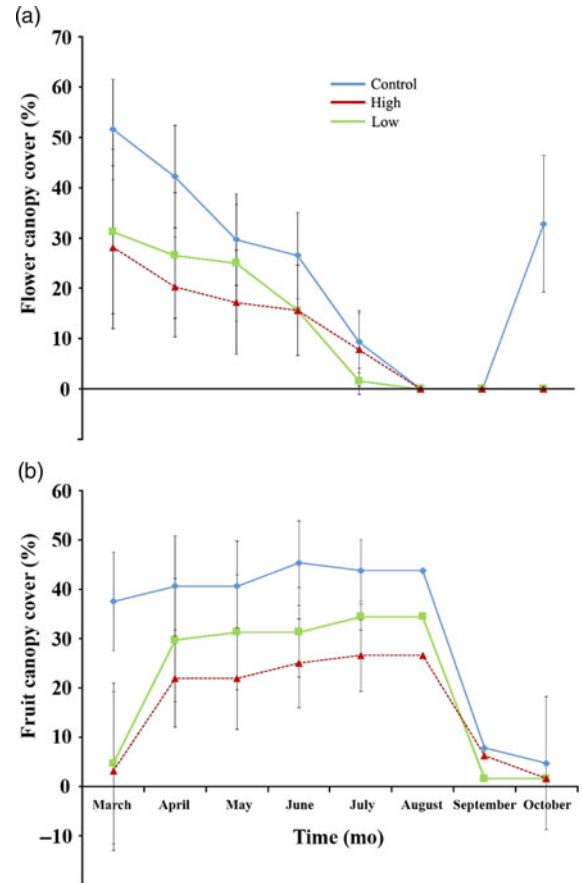 (a)
Flower canopy cover (%)
70
60
50
40
30
20
10
0
Control
High
Low
(b)
Fruit canopy cover (%)
60
50
40
30
20
10
0
–10
March April May June July August September October
Time (mo)